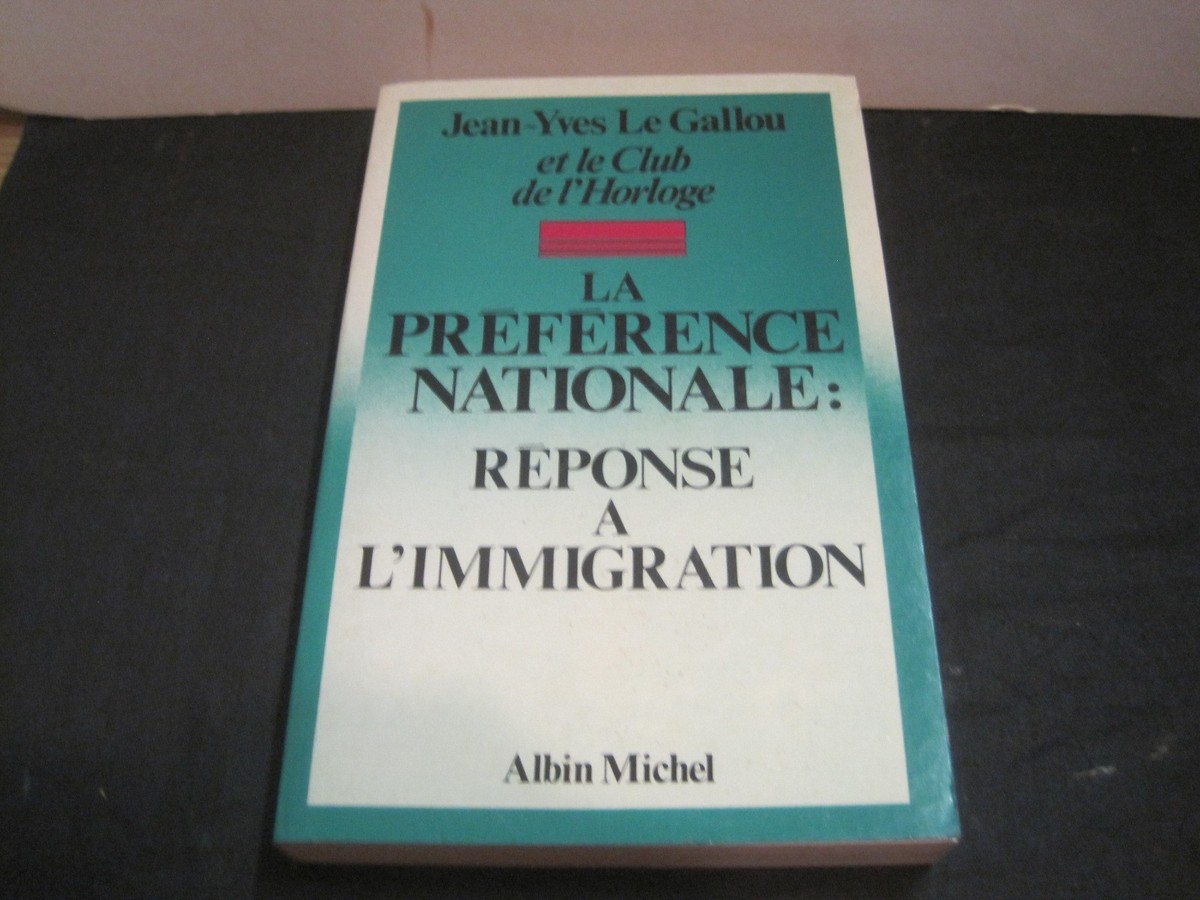 Jean-Yves Le Gallou
et le Club
de l'Horloge
LA
PRÉFÉRENCE
NATIONALE:
RÉPONSE
A
L'IMMIGRATION
Albin Michel